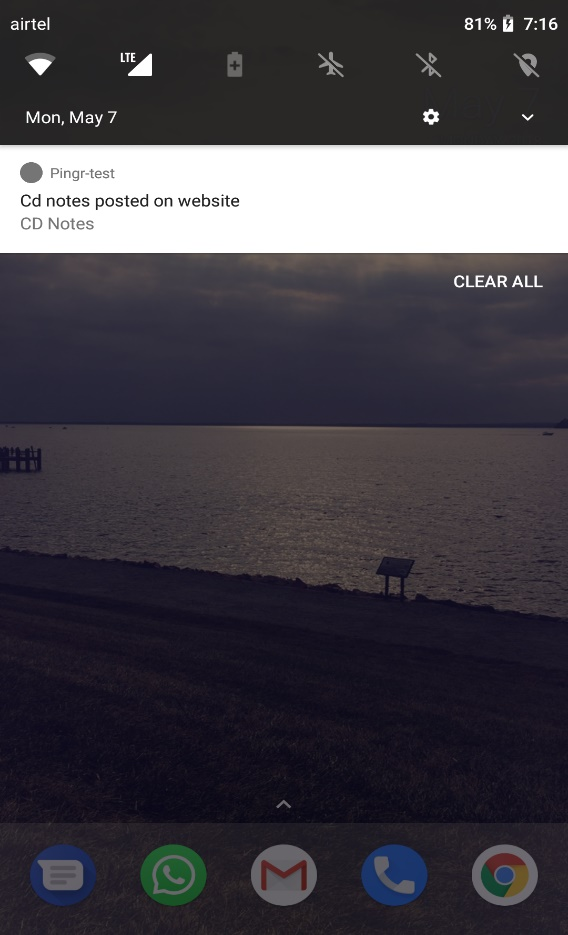 airtel
81% 7:16
LTE
Mon, May 7
Pingr-test
Cd notes posted on website
CD Notes
CLEAR ALL